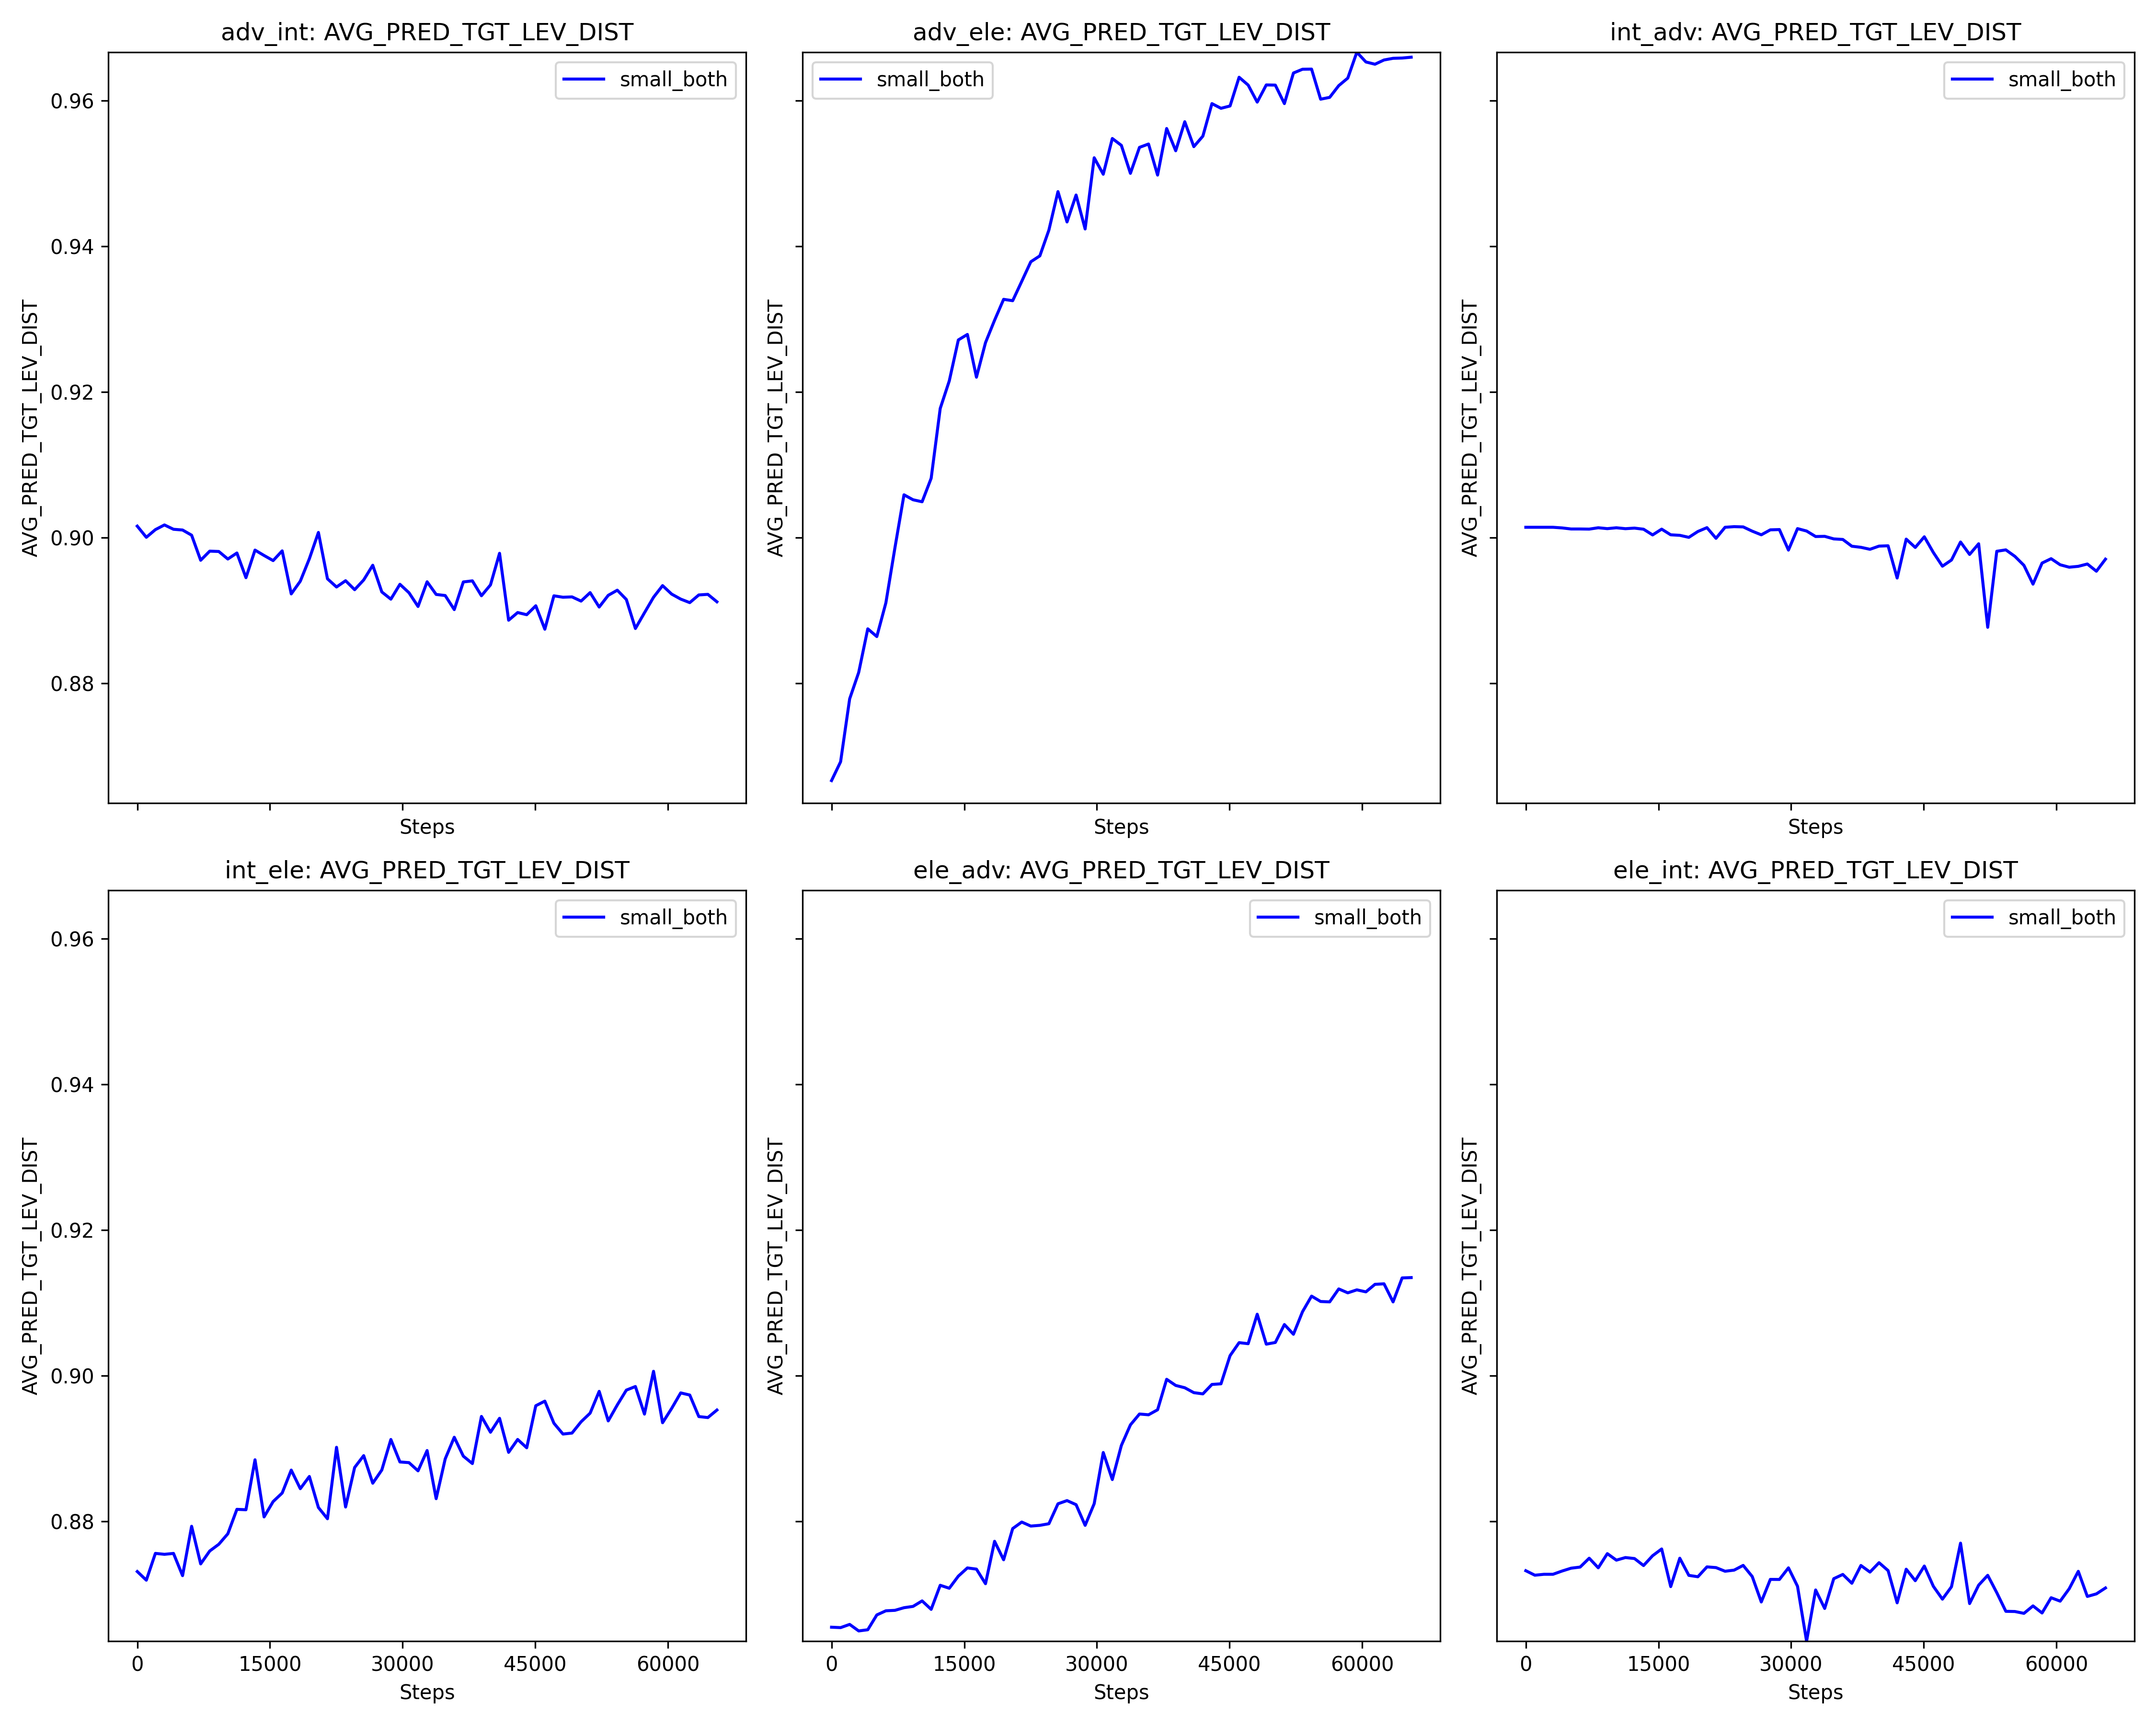 adv_int: AVG_PRED_TGT_LEV_DIST
small_both
AVG_PRED_TGT_LEV_DIST
0.96
0.94
0.92
0.90
0.88
Steps
adv_ele: AVG_PRED_TGT_LEV_DIST
small_both
AVG_PRED_TGT_LEV_DIST
Steps
int_adv: AVG_PRED_TGT_LEV_DIST
small_both
AVG_PRED_TGT_LEV_DIST
Steps
int_ele: AVG_PRED_TGT_LEV_DIST
small_both
AVG_PRED_TGT_LEV_DIST
0.96
0.94
0.92
0.90
0.88
0 15000 30000 45000 60000
Steps
ele_adv: AVG_PRED_TGT_LEV_DIST
small_both
AVG_PRED_TGT_LEV_DIST
0 15000 30000 45000 60000
Steps
ele_int: AVG_PRED_TGT_LEV_DIST
small_both
AVG_PRED_TGT_LEV_DIST
0 15000 30000 45000 60000
Steps